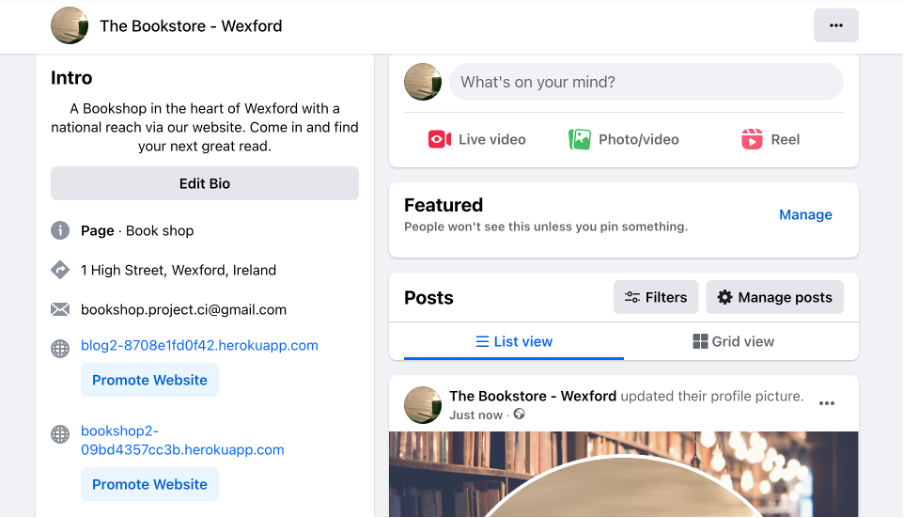 The Bookstore - Wexford
Intro
A Bookshop in the heart of Wexford with a
national reach via our website. Come in and find
your next great read.
Edit Bio
Page · Book shop
1 High Street, Wexford, Ireland
bookshop.project.ci@gmail.com
blog2-8708e1fd0f42.herokuapp.com
Promote Website
bookshop2-
09bd4357cc3b.herokuapp.com
Promote Website
What's on your mind?
Live video
Photo/video
Reel
Featured
People won't see this unless you pin something.
Manage
Posts
Filters
Manage posts
List view
Grid view
The Bookstore - Wexford updated their profile picture.
Just now ·